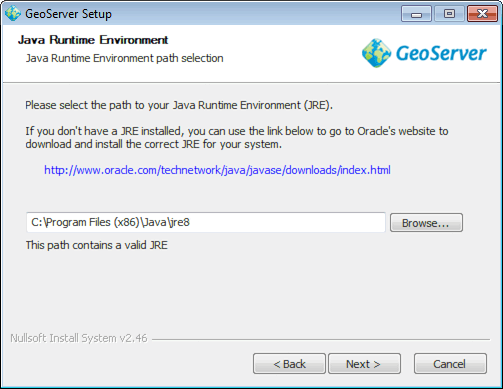 GeoServer Setup
Java Runtime Environment
Java Runtime Environment path selection
GeoServer
Please select the path to your Java Runtime Environment (JRE).
If you don't have a JRE installed, you can use the link below to go to Oracle's website to
download and install the correct JRE for your system.
http://www.oracle.com/technetwork/java/javase/downloads/index.html
C:\Program Files (x86)\Java\jre8
Browse...
This path contains a valid JRE
Nullsoft Install System v2.46
< Back
Next >
Cancel